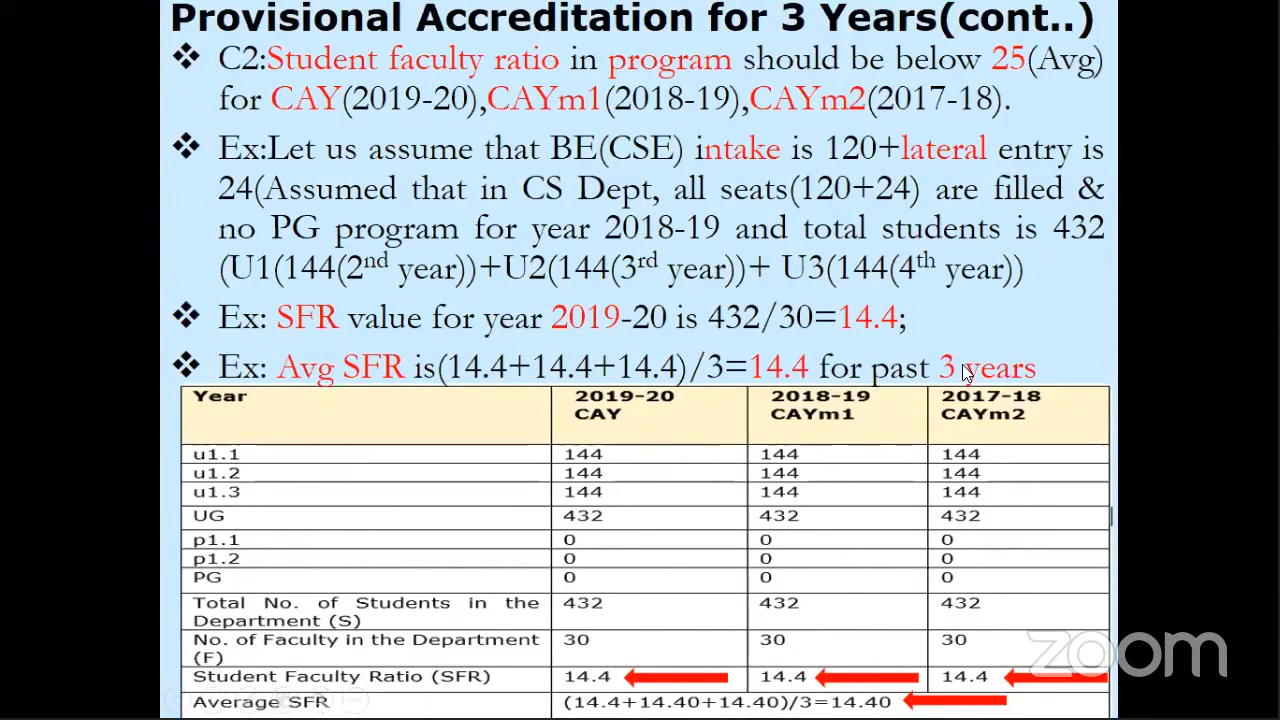 Provisional Accreditation for 3 Years(cont..)
❖ C2:Student faculty ratio in program should be below 25(Avg)
for CAY(2019-20),CAYm1(2018-19),CAYm2(2017-18).
❖ Ex:Let us assume that BE(CSE) intake is 120+lateral entry is
24(Assumed that in CS Dept, all seats(120+24) are filled &
no PG program for year 2018-19 and total students is 432
(U1(144(2nd year))+U2(144(3rd year))+ U3(144(4th year))
❖ Ex: SFR value for year 2019-20 is 432/30=14.4;
❖ Ex: Avg SFR is(14.4+14.4+14.4)/3=14.4 for past 3 years
Year 2019-20 2018-19 2017-18
CAY CAYm1 CAYm2
u1.1 144 144 144
u1.2 144 144 144
u1.3 144 144 144
UG 432 432 432
p1.1 0 0 0
p1.2 0 0 0
PG 0 0 0
Total No. of Students in the 432 432 432
Department (S)
No. of Faculty in the Department 30 30 30
(F)
Student Faculty Ratio (SFR) 14.4 14.4 14.4
Average SFR (14.4+14.40+14.40)/3=14.40
zoom